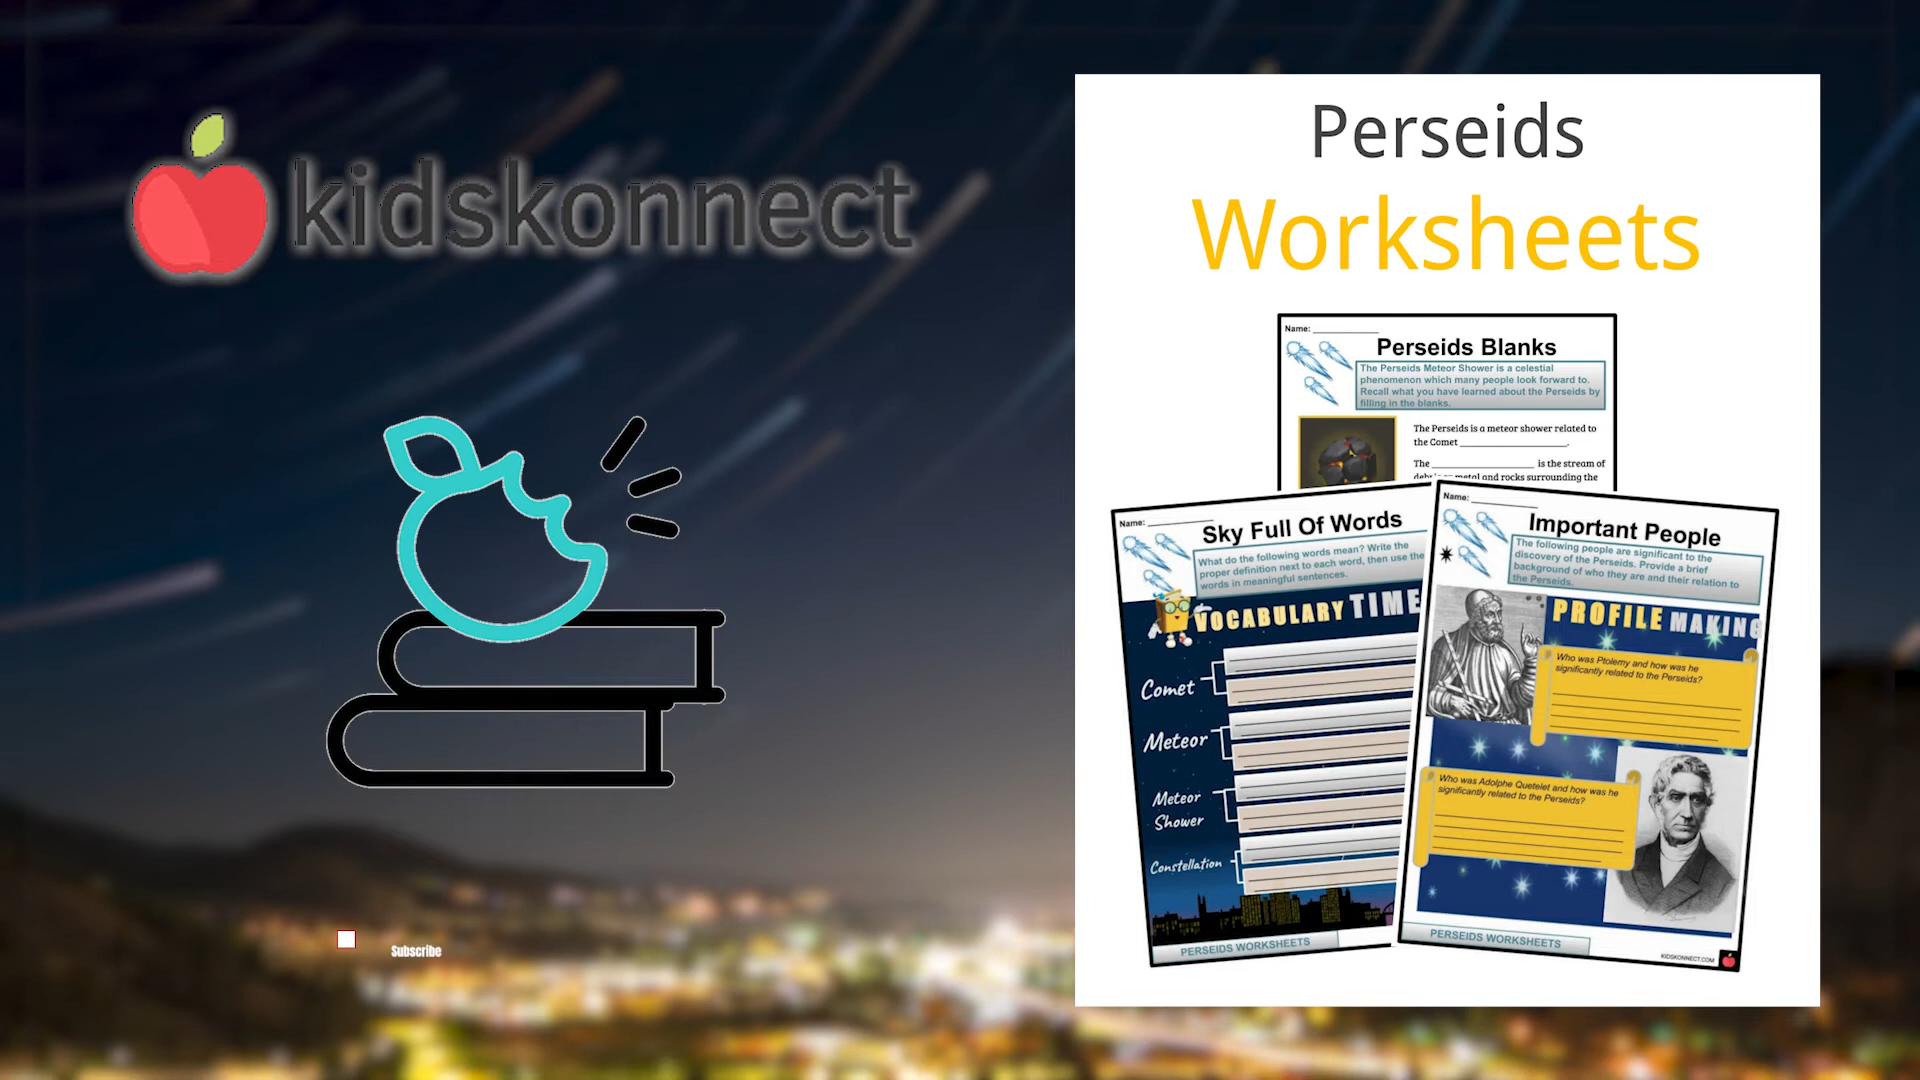 kidskonnect
Subscribe
Perseids
Worksheets
Name:
Perseids Blanks
The Perseids Meteor Shower is a celestial
phenomenon which many people look forward to.
Recall what you have learned about the Perseids by
filling in the blanks.
The Perseids is a meteor shower related to
the Comet
The is the stream of
metal and rocks surrounding the
Name:
Sky Full Of Words
What do the following words mean? Write the
proper definition next to each word, then use the
words in meaningful sentences.
VOCABULARY TIME
Comet
Meteor
Meteor
Shower
Constellation
PERSEIDS WORKSHEETS
Name:
Important People
The following people are significant to the
discovery of the Perseids. Provide a brief
background of who they are and their relation to
the Perseids.
PROFILE MAKING
Who was Ptolemy and how was he
significantly related to the Perseids?
Who was Adolphe Quetelet and how was he
significantly related to the Perseids?
PERSEIDS WORKSHEETS
KIDSKONNECT.COM